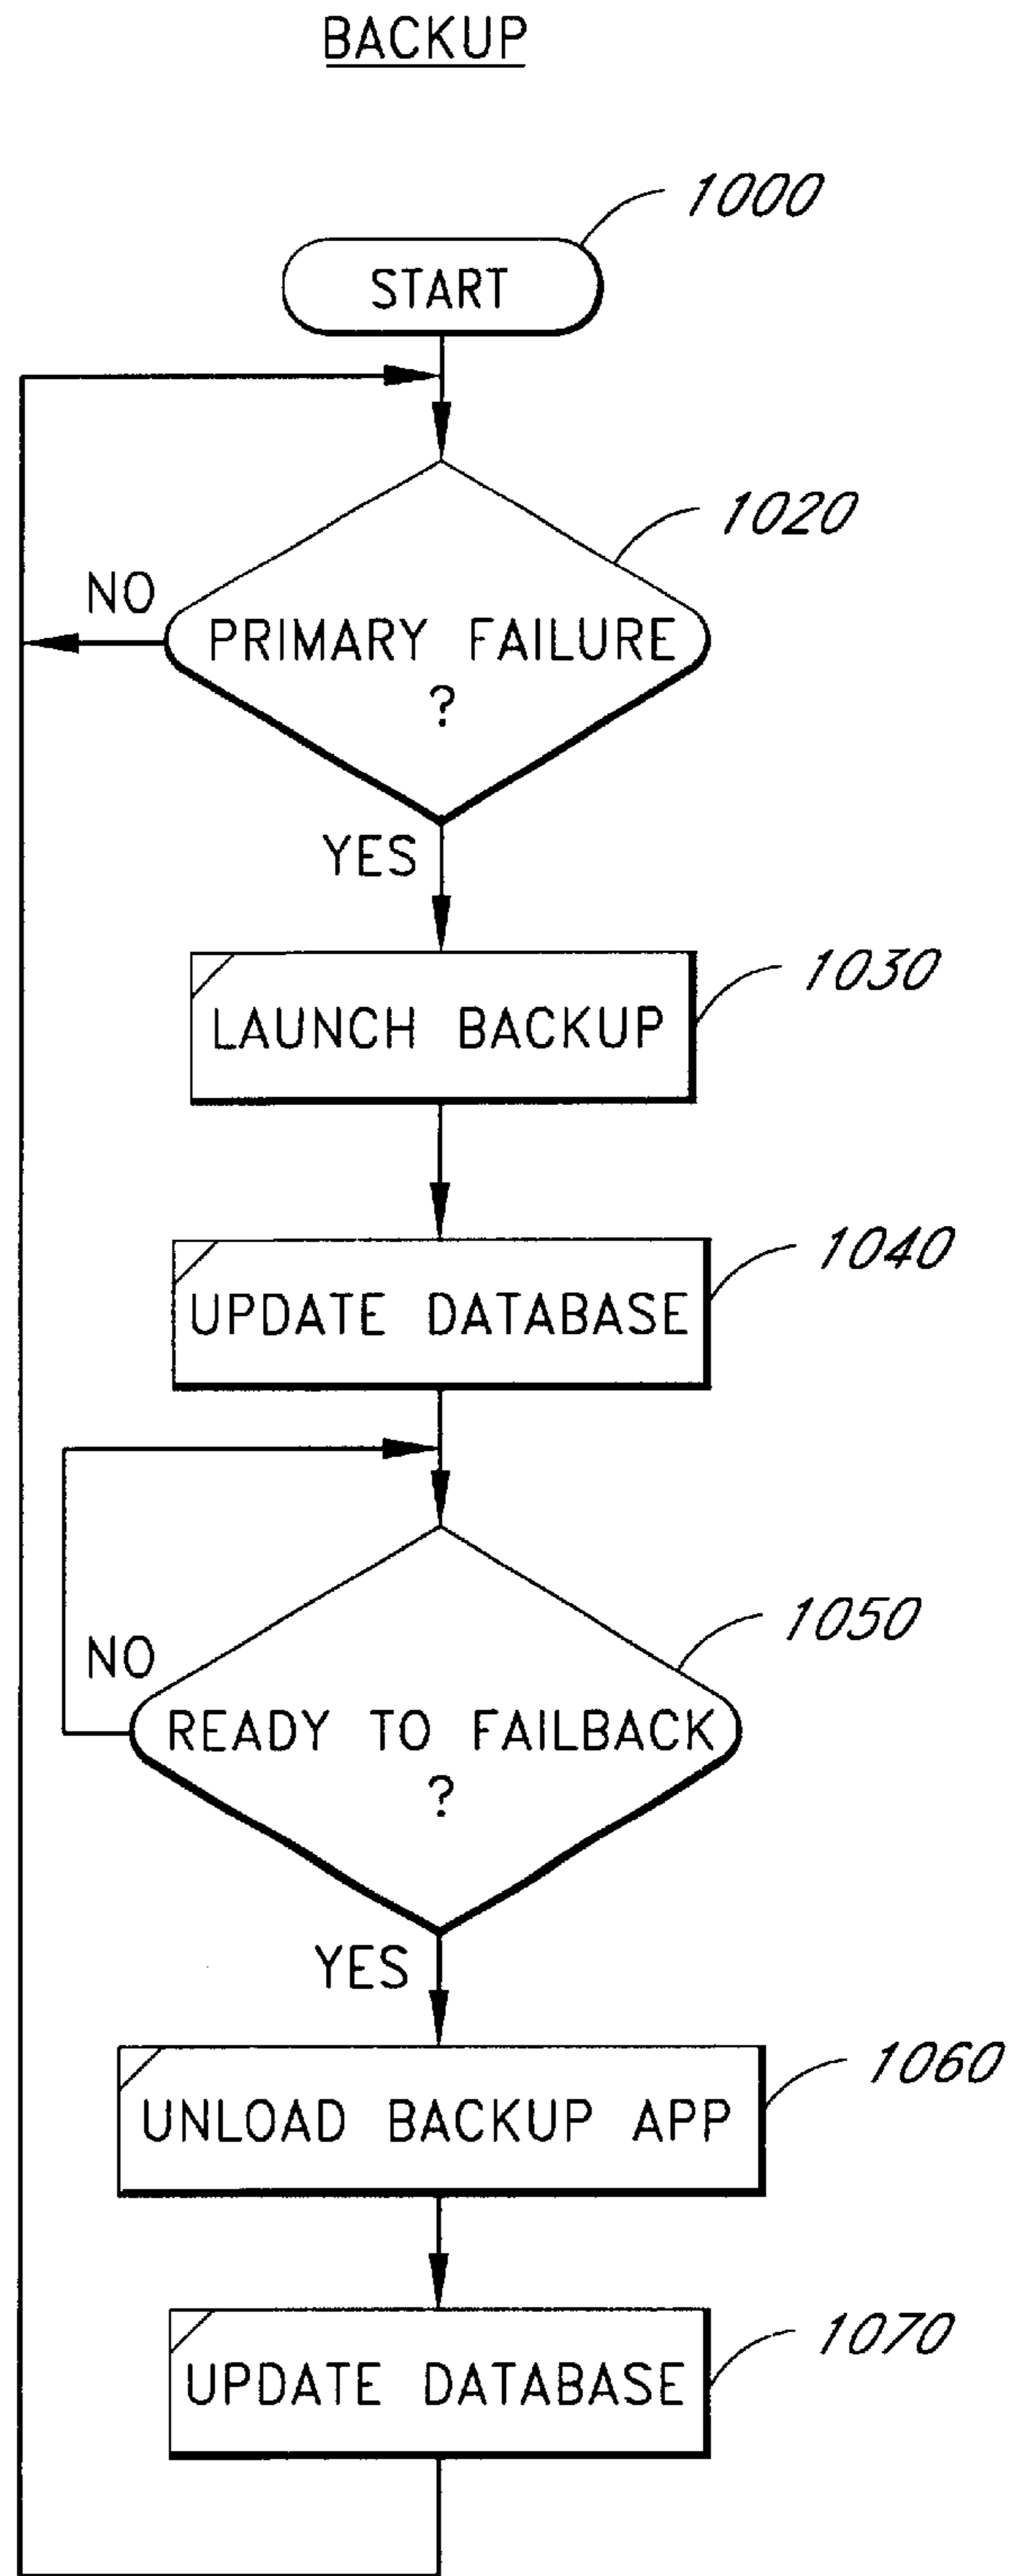 BACKUP
1000
START
1020
NO
PRIMARY FAILURE
?
YES
1030
LAUNCH BACKUP
1040
UPDATE DATABASE
1050
NO
READY TO FAILBACK
?
YES
1060
UNLOAD BACKUP APP
1070
UPDATE DATABASE